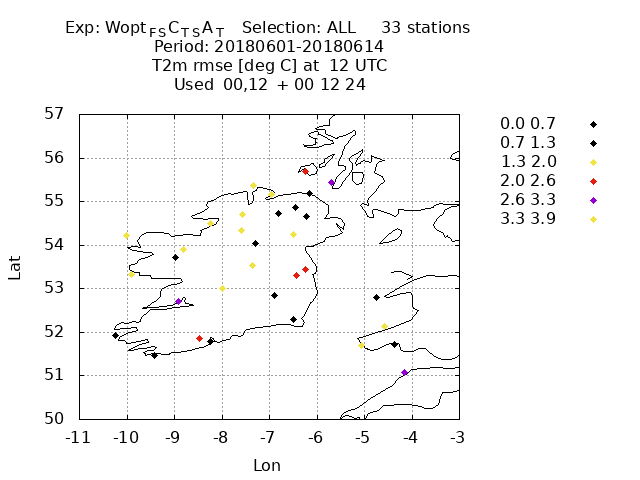 Exp: Wopt_FS C_TS A_T Selection: ALL 33 stations
Period: 20180601-20180614
T2m rmse [deg C] at 12 UTC
Used 00,12 + 00 12 24
0.0 0.7
0.7 1.3
1.3 2.0
2.0 2.6
2.6 3.3
3.3 3.9
57
56
55
54
53
52
51
50
Lat
-11 -10 -9 -8 -7 -6 -5 -4 -3
Lon